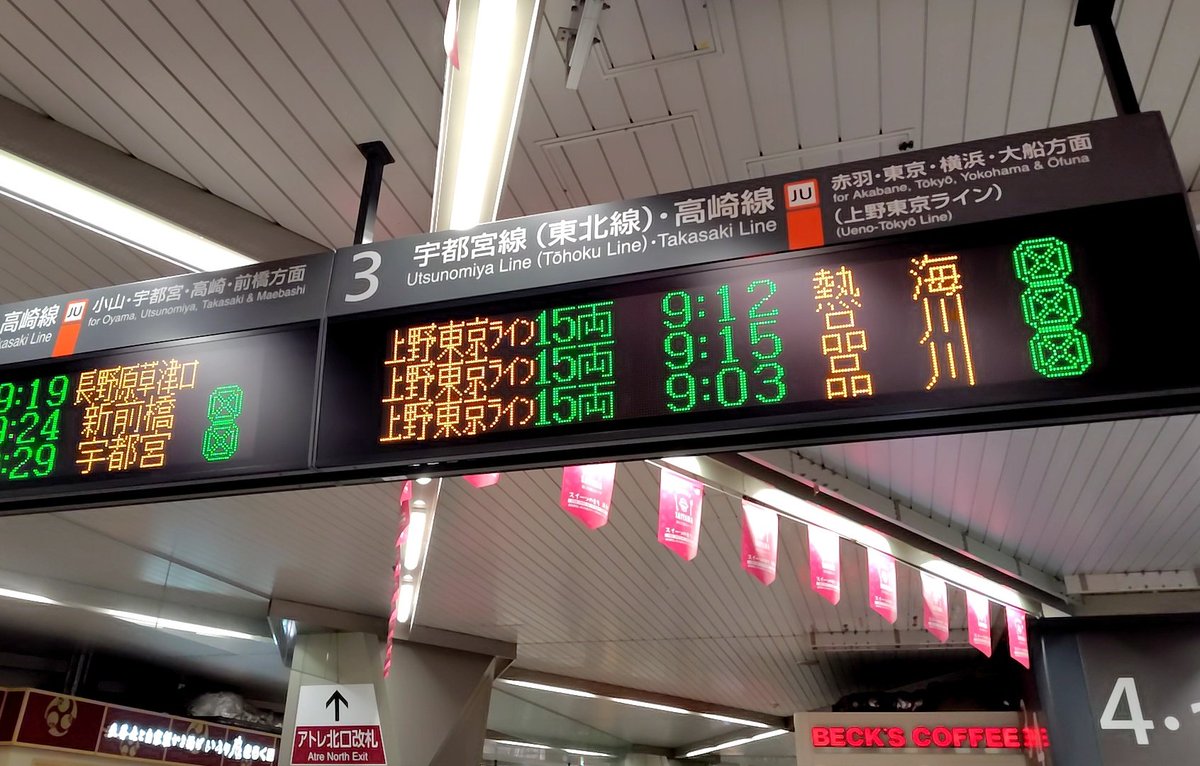 高崎線
kasaki Line
JU
小山・宇都宮・高崎・前橋方面
for Oyama, Utsunomiya, Takasaki & Maebashi
9:19 長野原草津口
9:24 新前橋
:29 宇都宮
3
宇都宮線（東北線）・高崎線
Utsunomiya Line (Tōhoku Line)・Takasaki Line
JU
赤羽・東京・横浜・大船方面
for Akabane, Tōkyō, Yokohama & Ōfuna
（上野東京ライン）
(Ueno-Tōkyō Line)
上野東京ライン 15両 9:12 熱海
上野東京ライン 15両 9:15 品川
上野東京ライン 15両 9:03 品川
アトレ北口改札
Atre North Exit
BECK'S COFFEE
4・